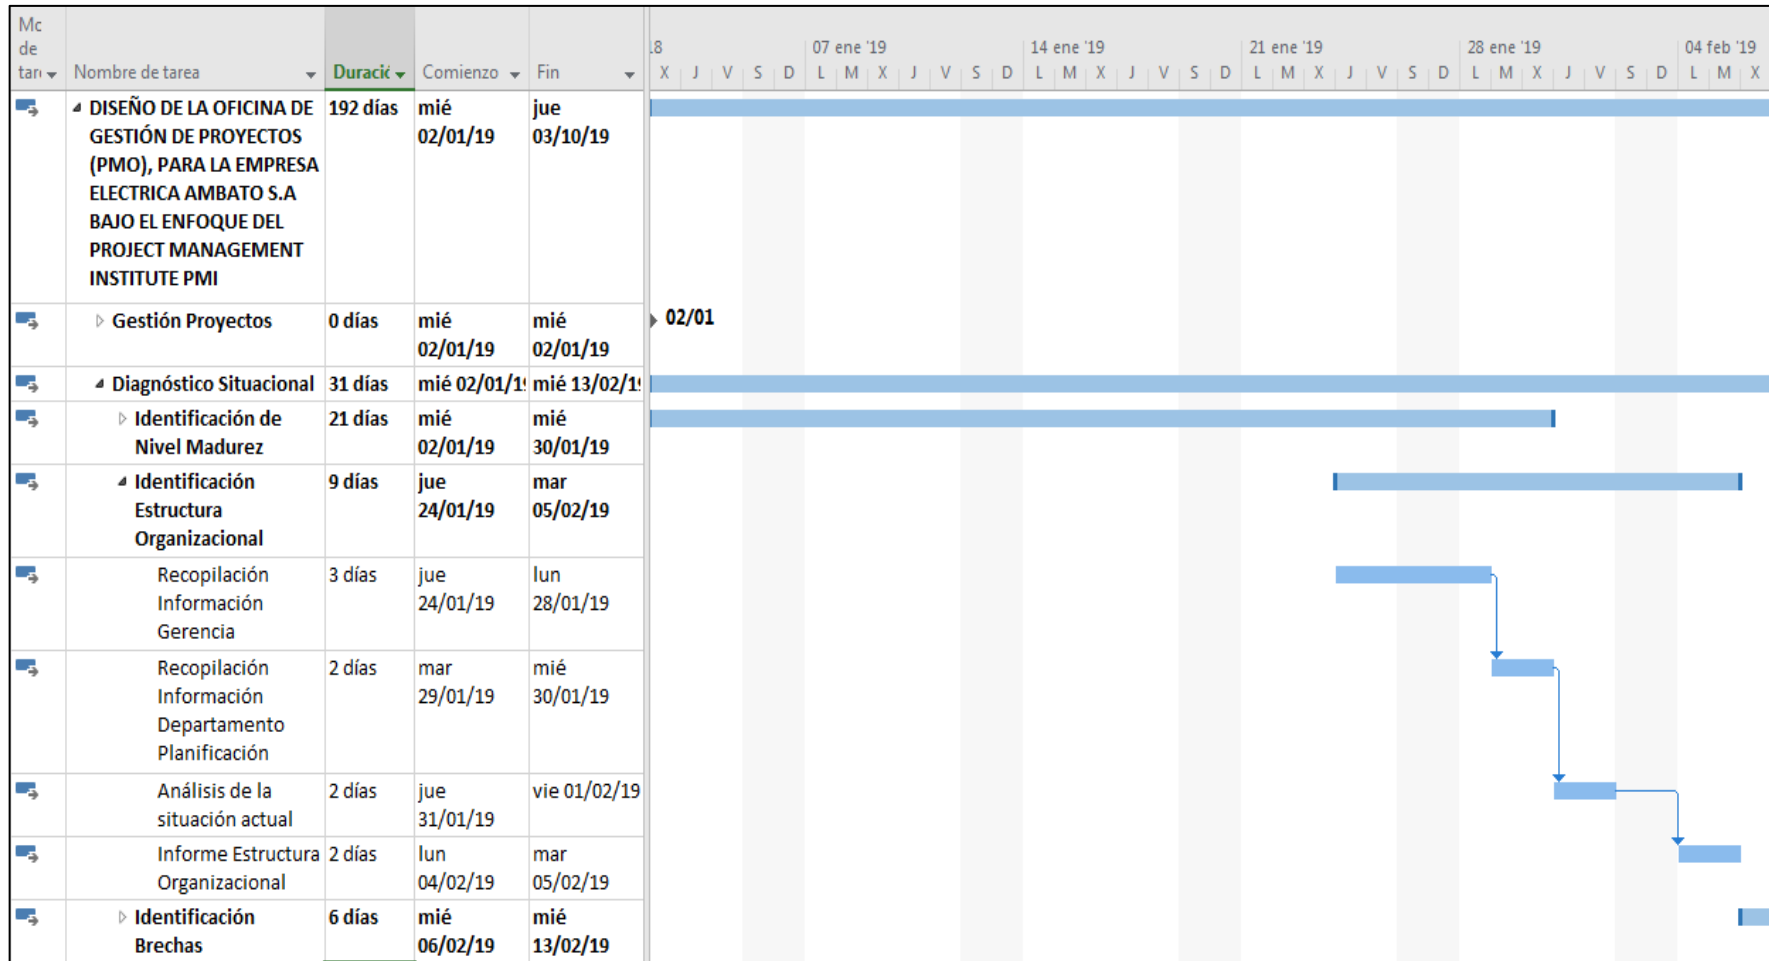 Mc
de
tare
Nombre de tarea
Duració
Comienzo
Fin
18
07 ene '19
14 ene '19
21 ene '19
28 ene '19
04 feb '19
X J V S D L M X J V S D L M X J V S D L M X J V S D L M X J V S D L M X
DISEÑO DE LA OFICINA DE
GESTIÓN DE PROYECTOS
(PMO), PARA LA EMPRESA
ELECTRICA AMBATO S.A
BAJO EL ENFOQUE DEL
PROJECT MANAGEMENT
INSTITUTE PMI
192 días
mié
02/01/19
jue
03/10/19
Gestión Proyectos
0 días
mié
02/01/19
mié
02/01/19
02/01
Diagnóstico Situacional
31 días
mié 02/01/19
mié 13/02/19
Identificación de
Nivel Madurez
21 días
mié
02/01/19
mié
30/01/19
Identificación
Estructura
Organizacional
9 días
jue
24/01/19
mar
05/02/19
Recopilación
Información
Gerencia
3 días
jue
24/01/19
lun
28/01/19
Recopilación
Información
Departamento
Planificación
2 días
mar
29/01/19
mié
30/01/19
Análisis de la
situación actual
2 días
jue
31/01/19
vie 01/02/19
Informe Estructura
Organizacional
2 días
lun
04/02/19
mar
05/02/19
Identificación
Brechas
6 días
mié
06/02/19
mié
13/02/19